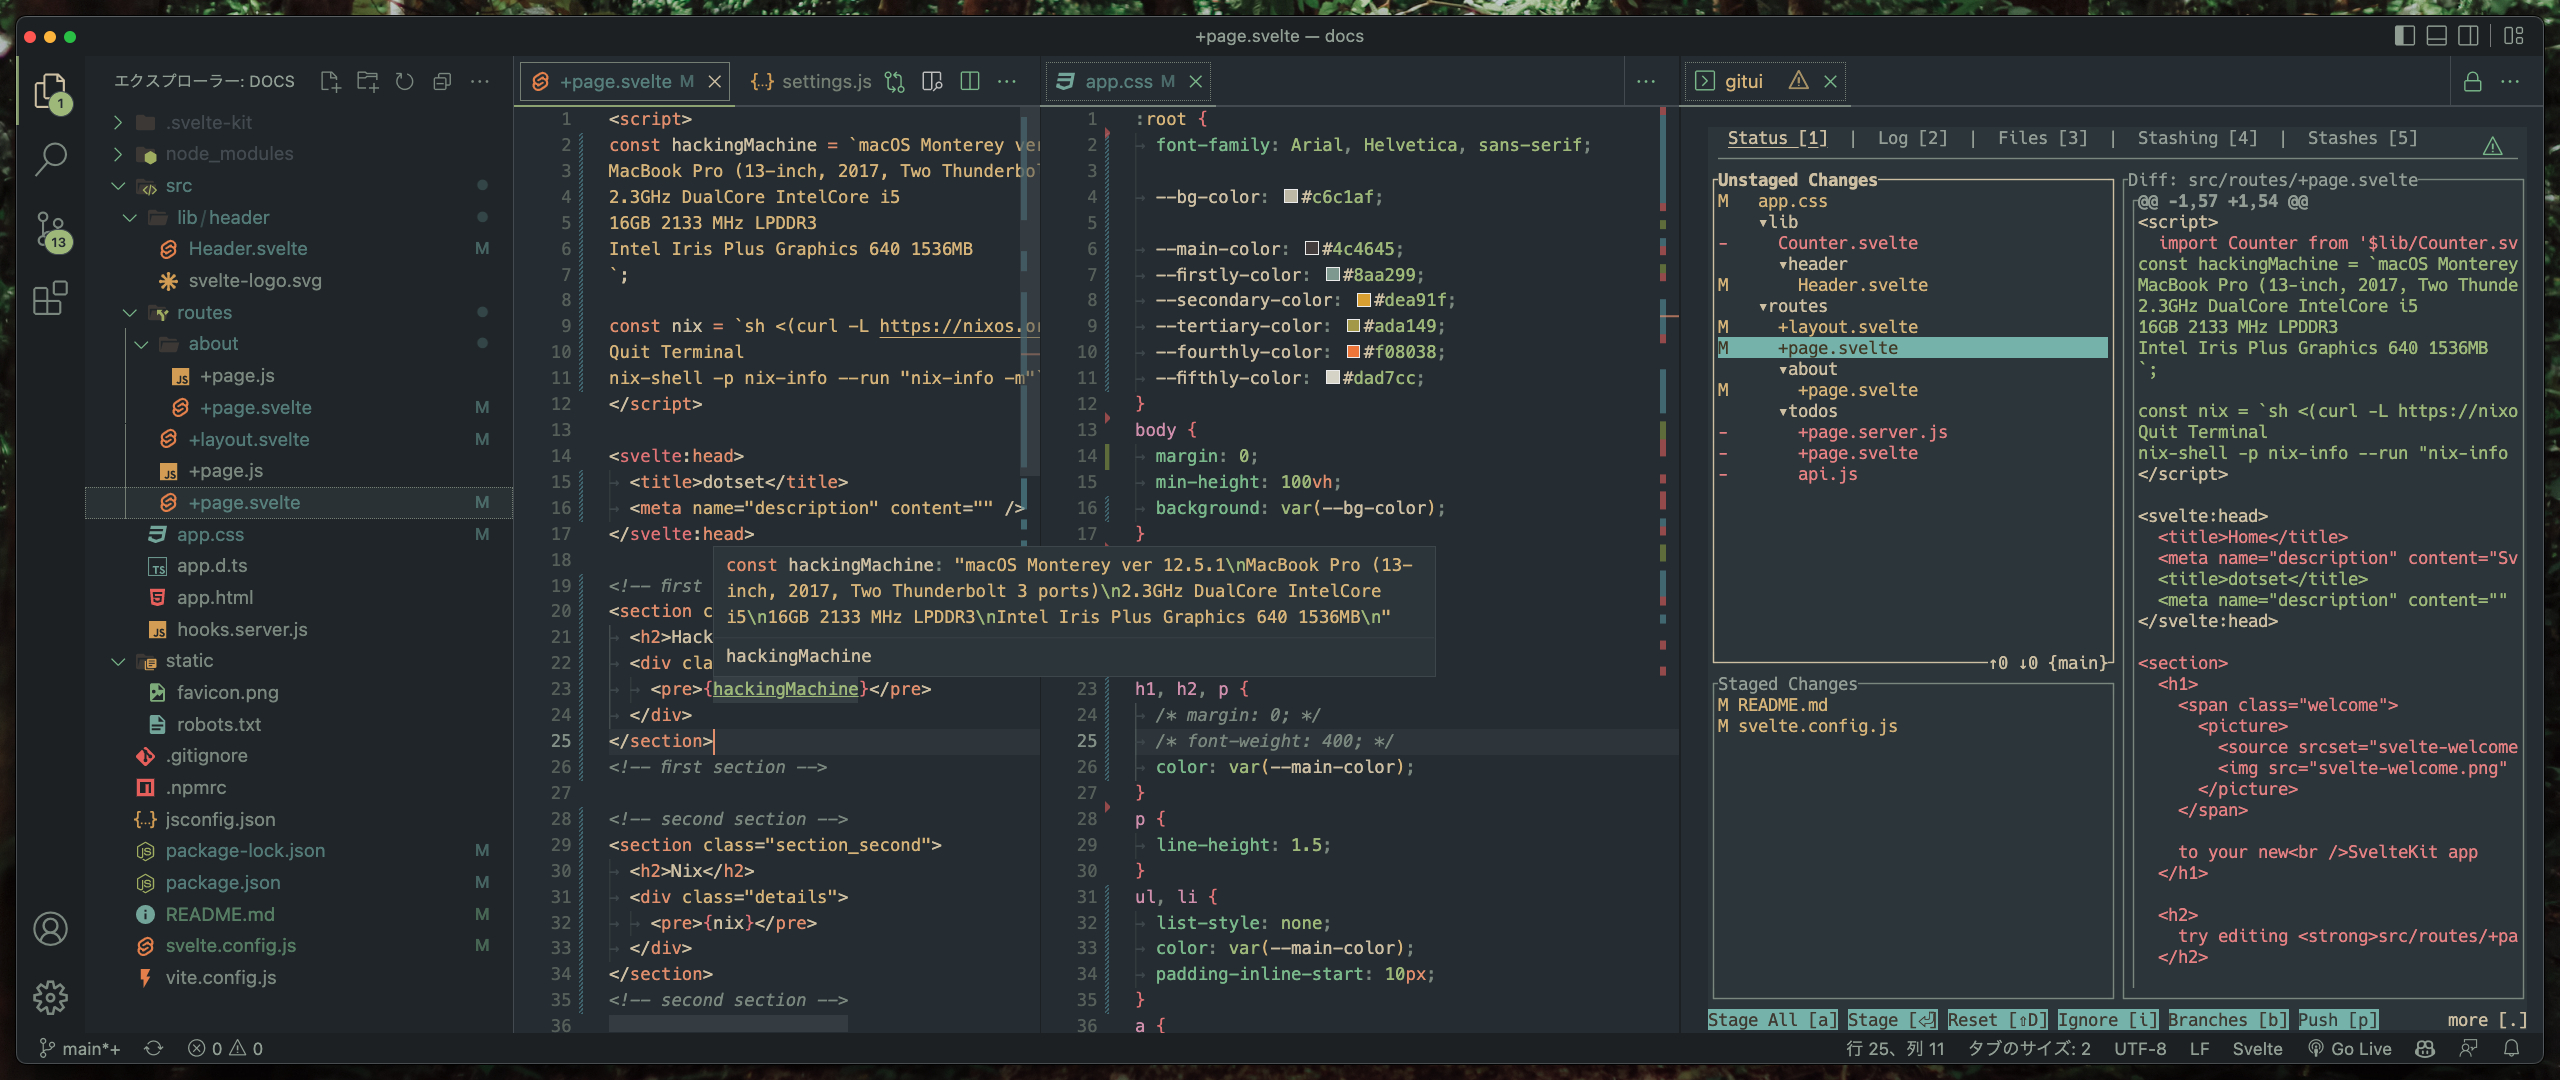 +page.svelte — docs
エクスプローラー: DOCS
1
13
.svelte-kit
node_modules
src
lib/header
Header.svelte M
svelte-logo.svg
routes
about
+page.js
+page.svelte M
+layout.svelte M
+page.js
+page.svelte M
app.css M
app.d.ts
app.html
hooks.server.js
static
favicon.png
robots.txt
.gitignore
.npmrc
jsconfig.json
package-lock.json M
package.json M
README.md M
svelte.config.js M
vite.config.js
+page.svelte M
settings.js
1 <script>
2 const hackingMachine = `macOS Monterey ve
3 MacBook Pro (13-inch, 2017, Two Thunderbo
4 2.3GHz DualCore IntelCore i5
5 16GB 2133 MHz LPDDR3
6 Intel Iris Plus Graphics 640 1536MB
7 `;
8
9 const nix = `sh <(curl -L https://nixos.or
10 Quit Terminal
11 nix-shell -p nix-info --run "nix-info -m"`
12 </script>
13
14 <svelte:head>
15 <title>dotset</title>
16 <meta name="description" content="" />
17 </svelte:head>
18
19 <!-- first
20 <section c
21 <h2>Hack
22 <div cla
23 <pre>{hackingMachine}</pre>
24 </div>
25 </section>
26 <!-- first section -->
27
28 <!-- second section -->
29 <section class="section_second">
30 <h2>Nix</h2>
31 <div class="details">
32 <pre>{nix}</pre>
33 </div>
34 </section>
35 <!-- second section -->
36
const hackingMachine: "macOS Monterey ver 12.5.1\nMacBook Pro (13-
inch, 2017, Two Thunderbolt 3 ports)\n2.3GHz DualCore IntelCore
i5\n16GB 2133 MHz LPDDR3\nIntel Iris Plus Graphics 640 1536MB\n"
hackingMachine
app.css M
1 :root {
2 font-family: Arial, Helvetica, sans-serif;
3
4 --bg-color: #c6c1af;
5
6 --main-color: #4c4645;
7 --firstly-color: #8aa299;
8 --secondary-color: #dea91f;
9 --tertiary-color: #ada149;
10 --fourthly-color: #f08038;
11 --fifthly-color: #dad7cc;
12 }
13 body {
14 margin: 0;
15 min-height: 100vh;
16 background: var(--bg-color);
17 }
23 h1, h2, p {
24 /* margin: 0; */
25 /* font-weight: 400; */
26 color: var(--main-color);
27 }
28 p {
29 line-height: 1.5;
30 }
31 ul, li {
32 list-style: none;
33 color: var(--main-color);
34 padding-inline-start: 10px;
35 }
36 a {
gitui
Status [1] | Log [2] | Files [3] | Stashing [4] | Stashes [5]
Unstaged Changes
M app.css
▾lib
- Counter.svelte
▾header
M Header.svelte
▾routes
M +layout.svelte
M +page.svelte
▾about
M +page.svelte
▾todos
- +page.server.js
- +page.svelte
- api.js
↑0 ↓0 {main}
Staged Changes
M README.md
M svelte.config.js
Diff: src/routes/+page.svelte
@@ -1,57 +1,54 @@
<script>
import Counter from '$lib/Counter.sv
const hackingMachine = `macOS Monterey
MacBook Pro (13-inch, 2017, Two Thunde
2.3GHz DualCore IntelCore i5
16GB 2133 MHz LPDDR3
Intel Iris Plus Graphics 640 1536MB
`;
const nix = `sh <(curl -L https://nixo
Quit Terminal
nix-shell -p nix-info --run "nix-info
</script>
<svelte:head>
<title>Home</title>
<meta name="description" content="Sv
<title>dotset</title>
<meta name="description" content=""
</svelte:head>
<section>
<h1>
<span class="welcome">
<picture>
<source srcset="svelte-welcome
<img src="svelte-welcome.png"
</picture>
</span>
to your new<br />SvelteKit app
</h1>
<h2>
try editing <strong>src/routes/+pa
</h2>
Stage All [a] Stage [⏎] Reset [⇧D] Ignore [i] Branches [b] Push [p] more [.]
main*+ 0 0
行 25、列 11 タブのサイズ: 2 UTF-8 LF Svelte Go Live